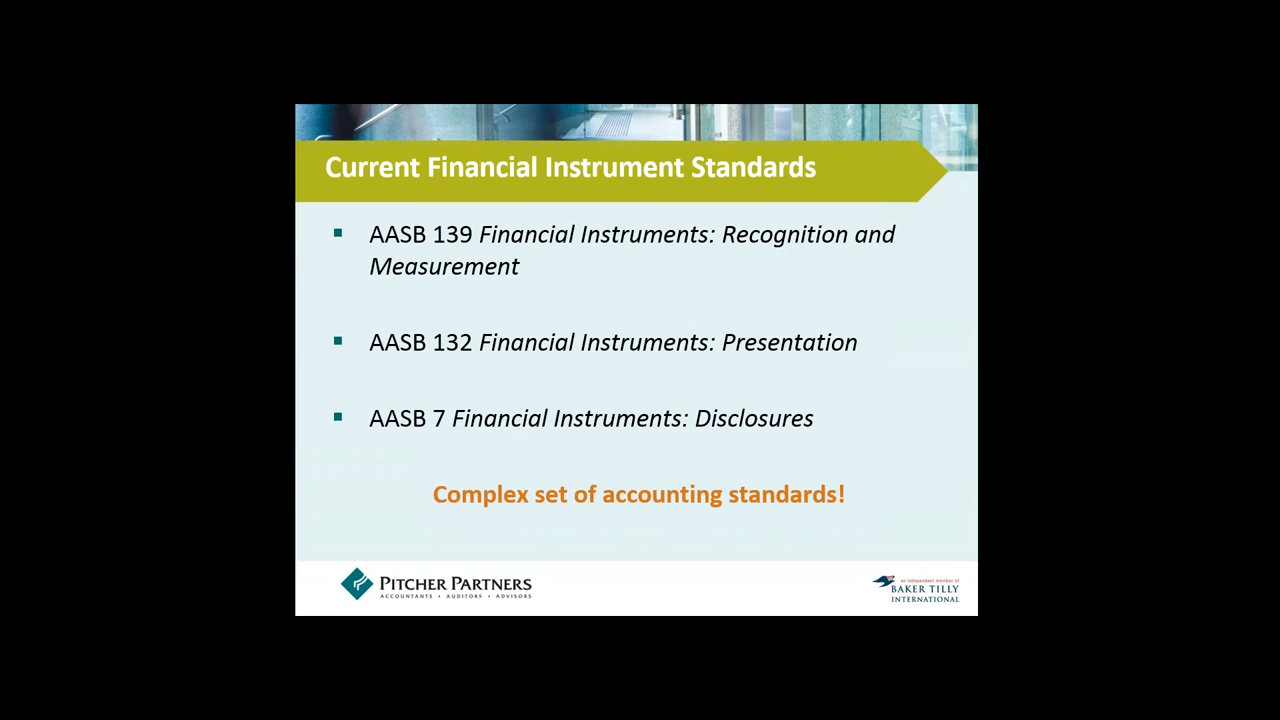 Current Financial Instrument Standards
AASB 139 Financial Instruments: Recognition and
Measurement
AASB 132 Financial Instruments: Presentation
AASB 7 Financial Instruments: Disclosures
Complex set of accounting standards!
PITCHER PARTNERS
ACCOUNTANTS • AUDITORS • ADVISORS
an independent member of
BAKER TILLY
INTERNATIONAL